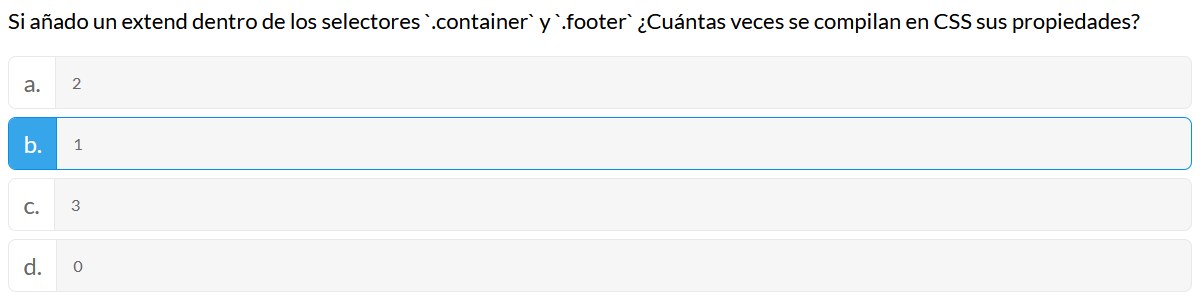 Si añado un extend dentro de los selectores `.container` y `.footer` ¿Cuántas veces se compilan en CSS sus propiedades?
a. 2
b. 1
c. 3
d. 0